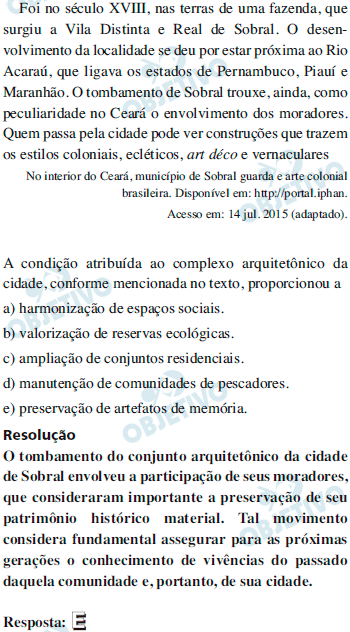 Foi no século XVIII, nas terras de uma fazenda, que
surgiu a Vila Distinta e Real de Sobral. O desen-
volvimento da localidade se deu por estar próxima ao Rio
Acaraú, que ligava os estados de Pernambuco, Piauí e
Maranhão. O tombamento de Sobral trouxe, ainda, como
peculiaridade no Ceará o envolvimento dos moradores.
Quem passa pela cidade pode ver construções que trazem
os estilos coloniais, ecléticos, art déco e vernaculares
No interior do Ceará, município de Sobral guarda e arte colonial
brasileira. Disponível em: http://portal.iphan.
Acesso em: 14 jul. 2015 (adaptado).
A condição atribuída ao complexo arquitetônico da
cidade, conforme mencionada no texto, proporcionou a
a) harmonização de espaços sociais.
b) valorização de reservas ecológicas.
c) ampliação de conjuntos residenciais.
d) manutenção de comunidades de pescadores.
e) preservação de artefatos de memória.
Resolução
O tombamento do conjunto arquitetônico da cidade
de Sobral envolveu a participação de seus moradores,
que consideraram importante a preservação de seu
patrimônio histórico material. Tal movimento
considera fundamental assegurar para as próximas
gerações o conhecimento de vivências do passado
daquela comunidade e, portanto, de sua cidade.
Resposta: E
OBJETIVO
OBJETIVO
OBJETIVO
OBJETIVO
OBJETIVO
OBJETIVO